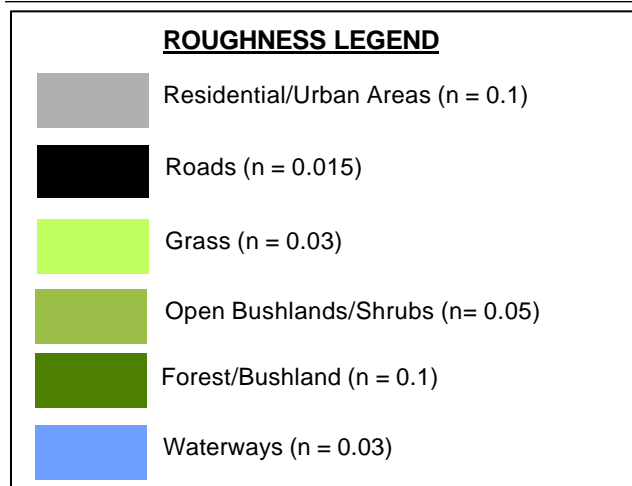 ROUGHNESS LEGEND
Residential/Urban Areas (n = 0.1)
Roads (n = 0.015)
Grass (n = 0.03)
Open Bushlands/Shrubs (n= 0.05)
Forest/Bushland (n = 0.1)
Waterways (n = 0.03)